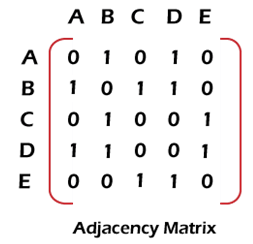 A B C D E
A 0 1 0 1 0
B 1 0 1 1 0
C 0 1 0 0 1
D 1 1 0 0 1
E 0 0 1 1 0
Adjacency Matrix